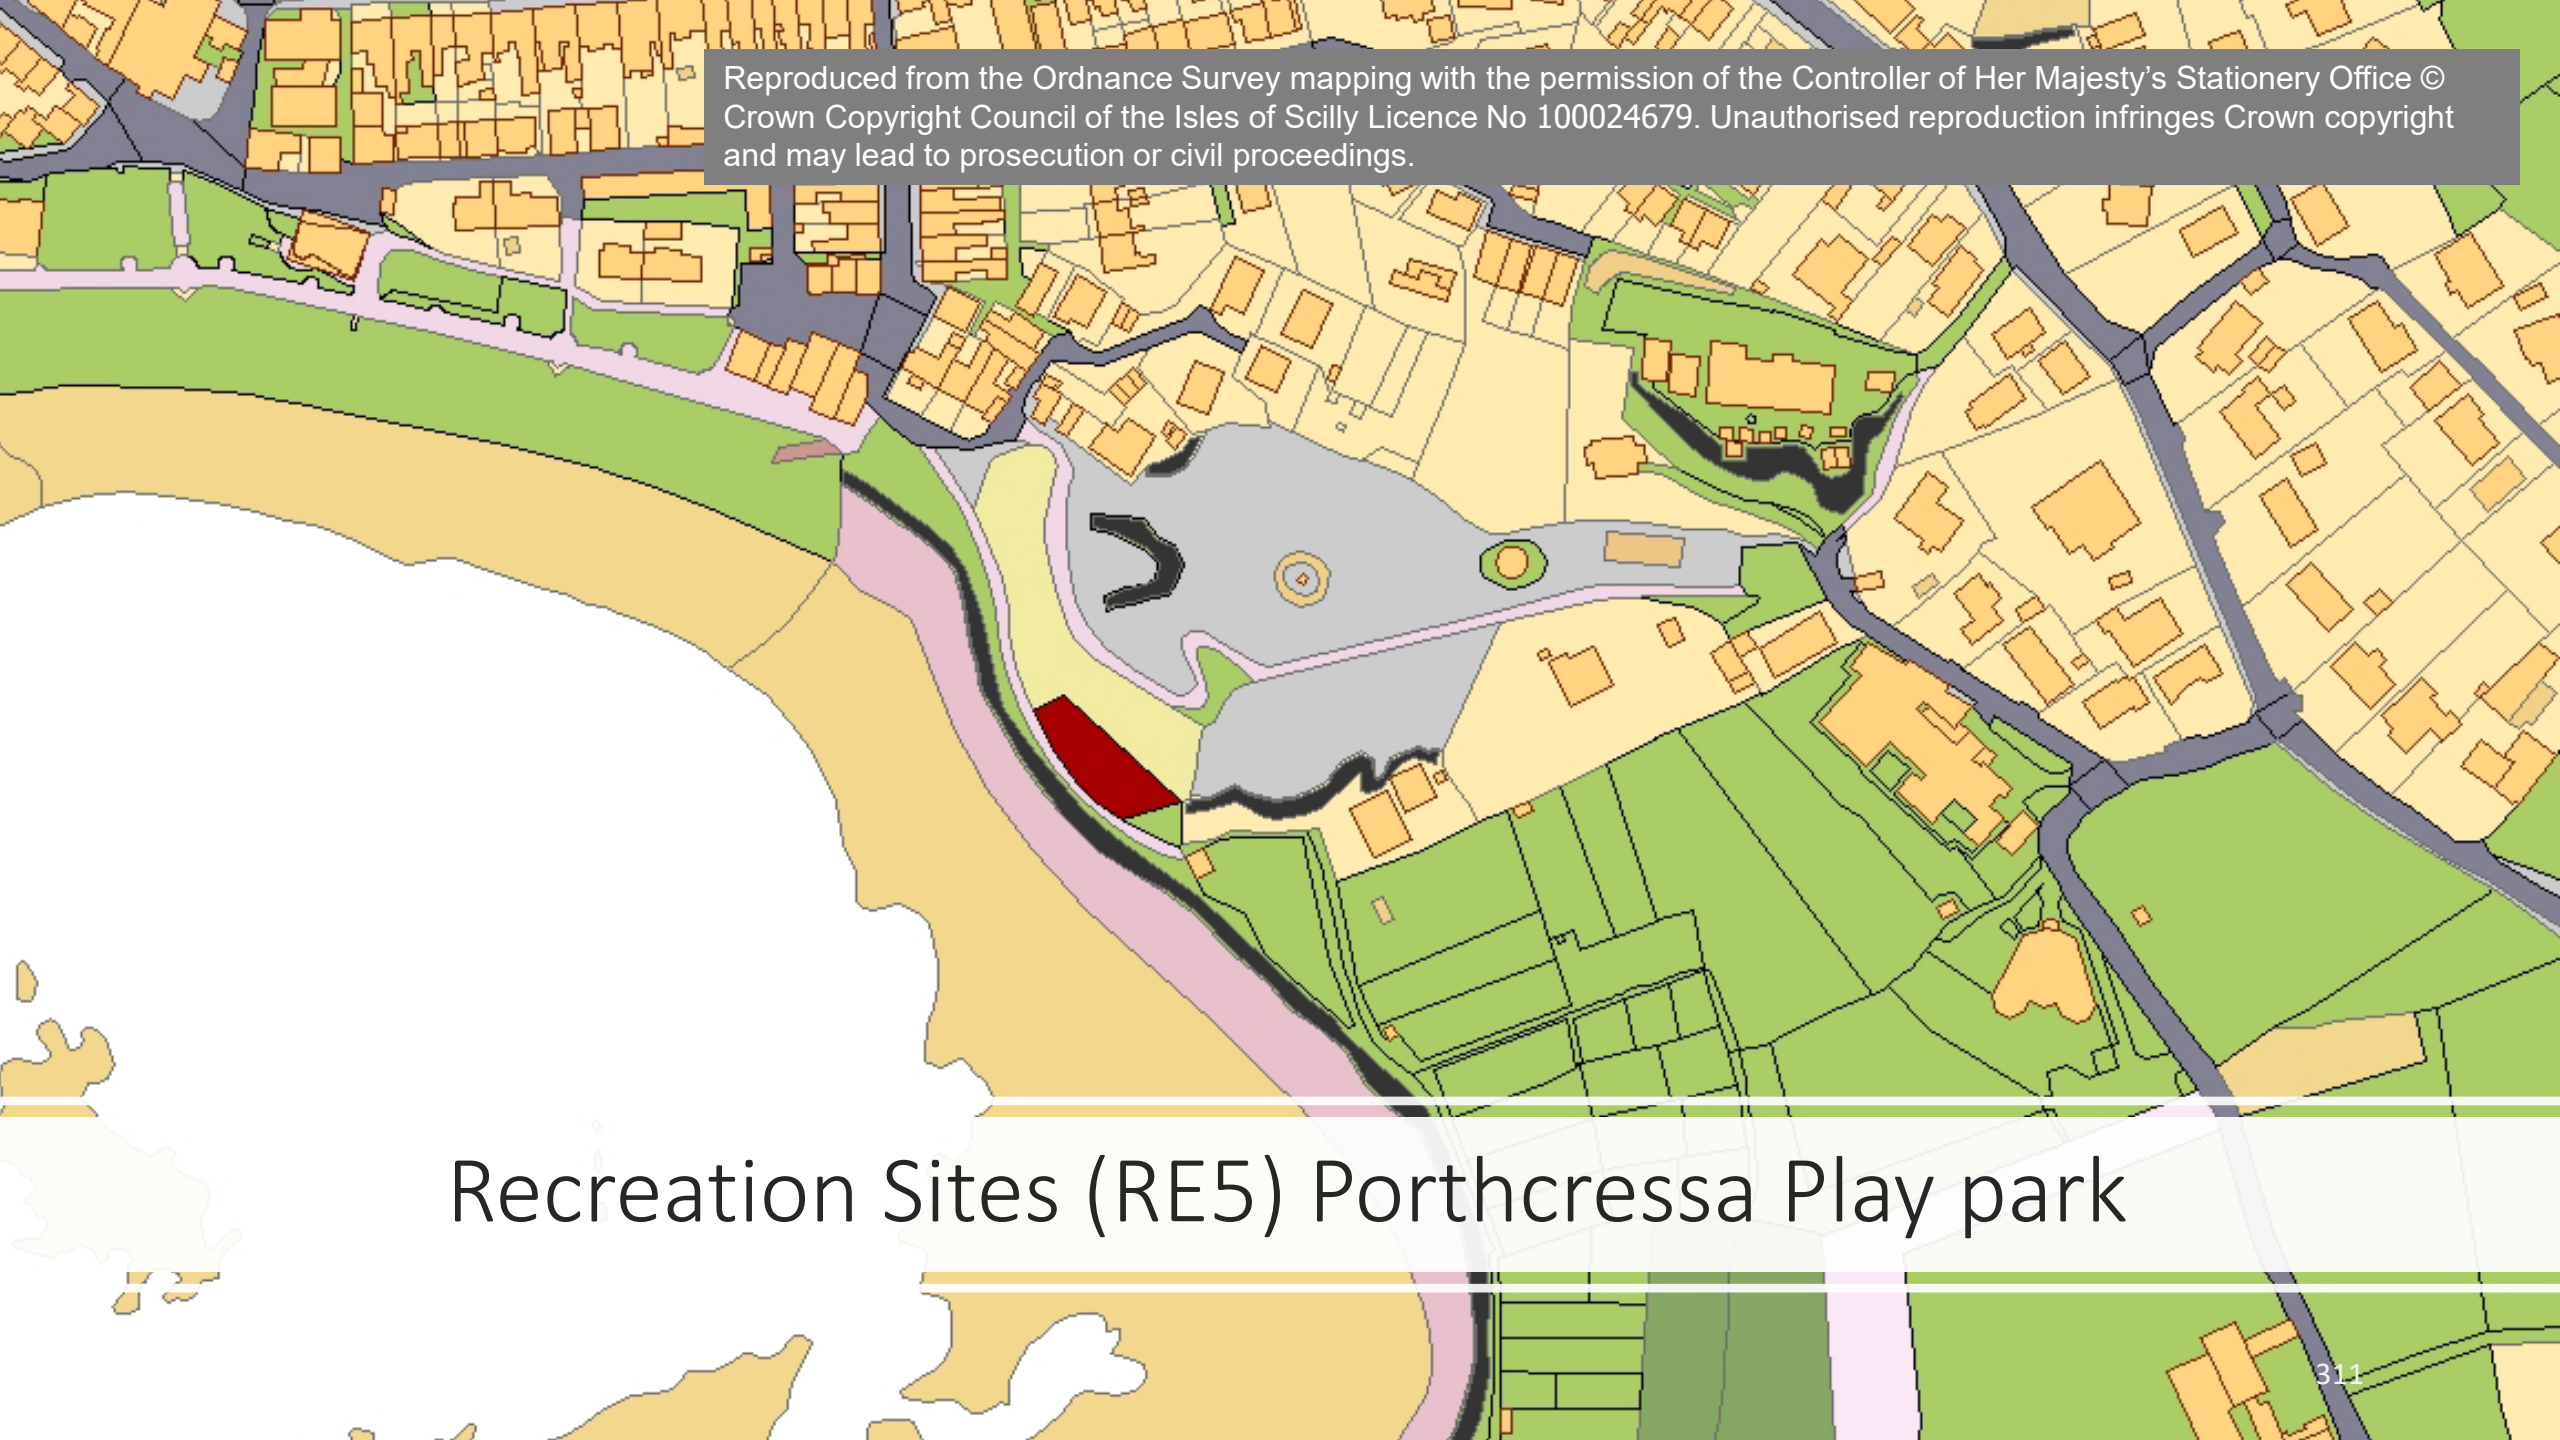 Reproduced from the Ordnance Survey mapping with the permission of the Controller of Her Majesty’s Stationery Office ©
Crown Copyright Council of the Isles of Scilly Licence No 100024679. Unauthorised reproduction infringes Crown copyright
and may lead to prosecution or civil proceedings.
Recreation Sites (RE5) Porthcressa Play park
311